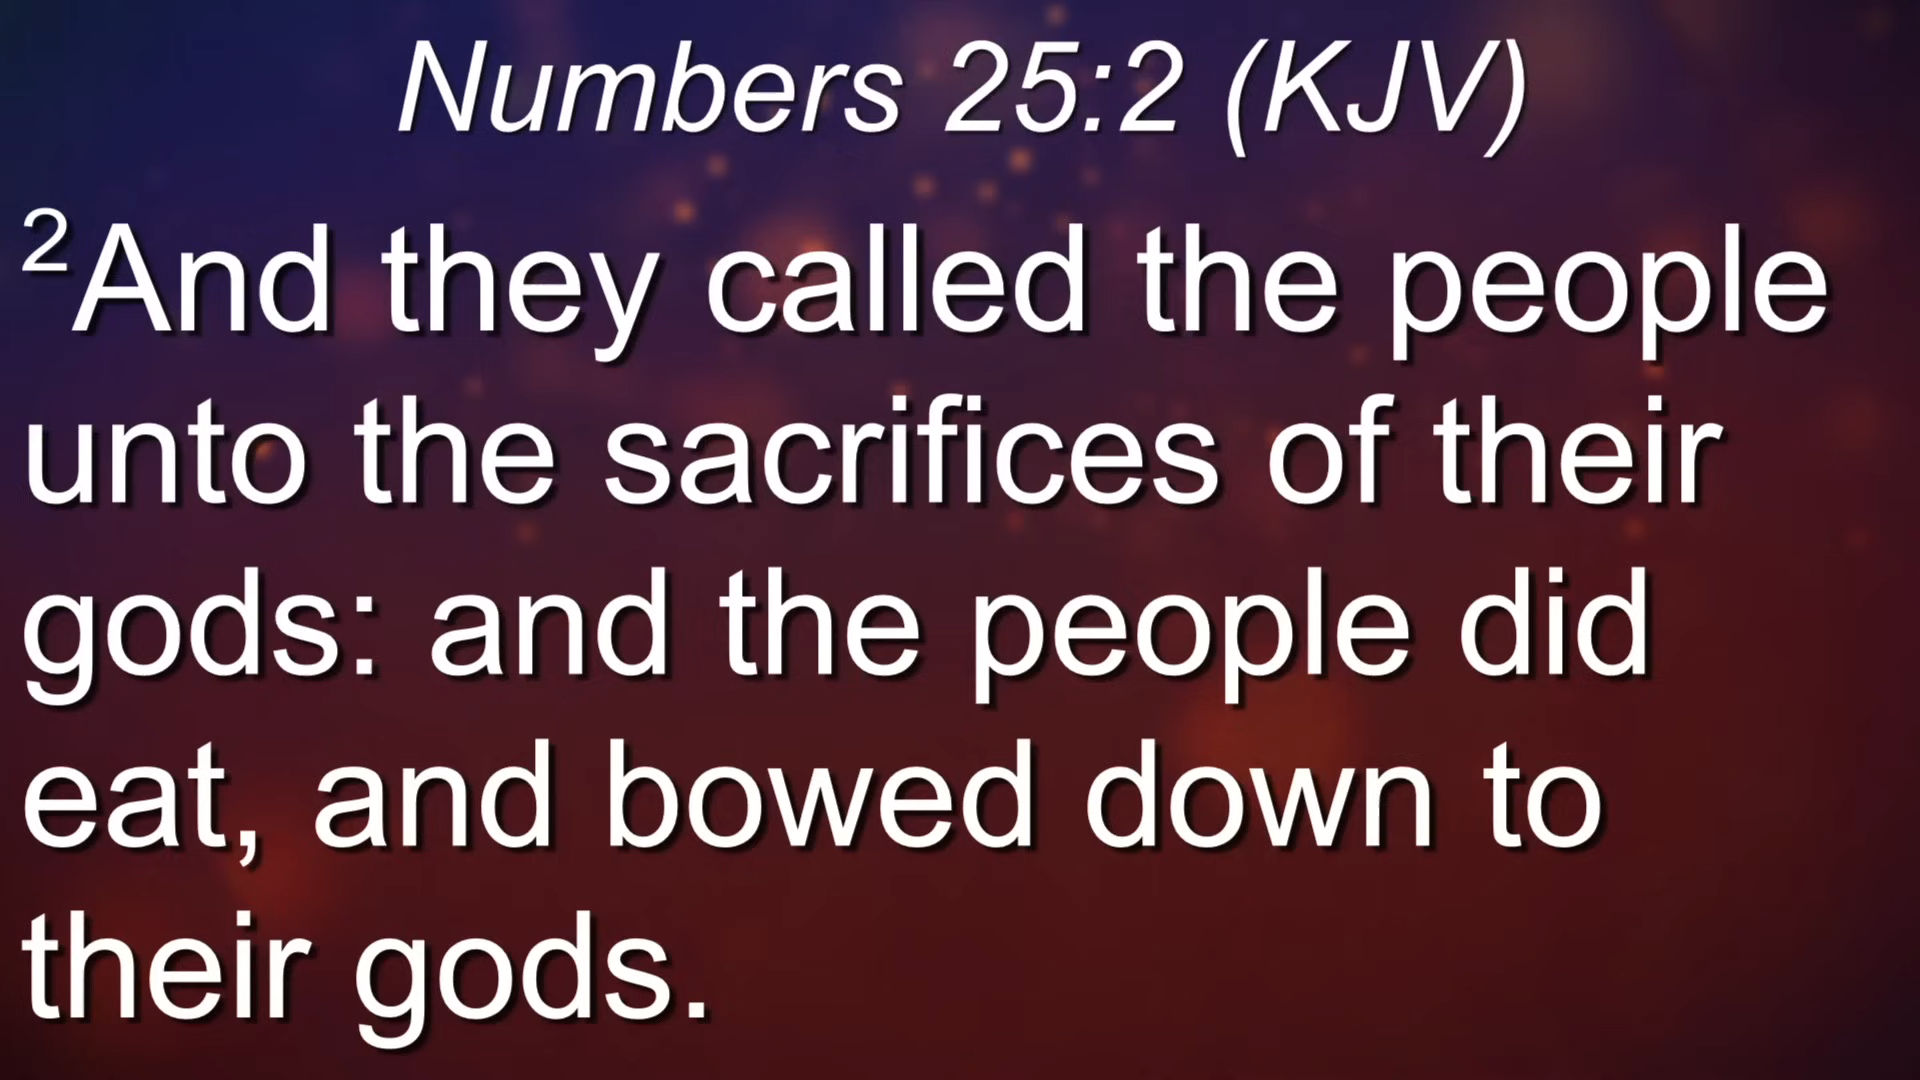 Numbers 25:2 (KJV)
²And they called the people
unto the sacrifices of their
gods: and the people did
eat, and bowed down to
their gods.